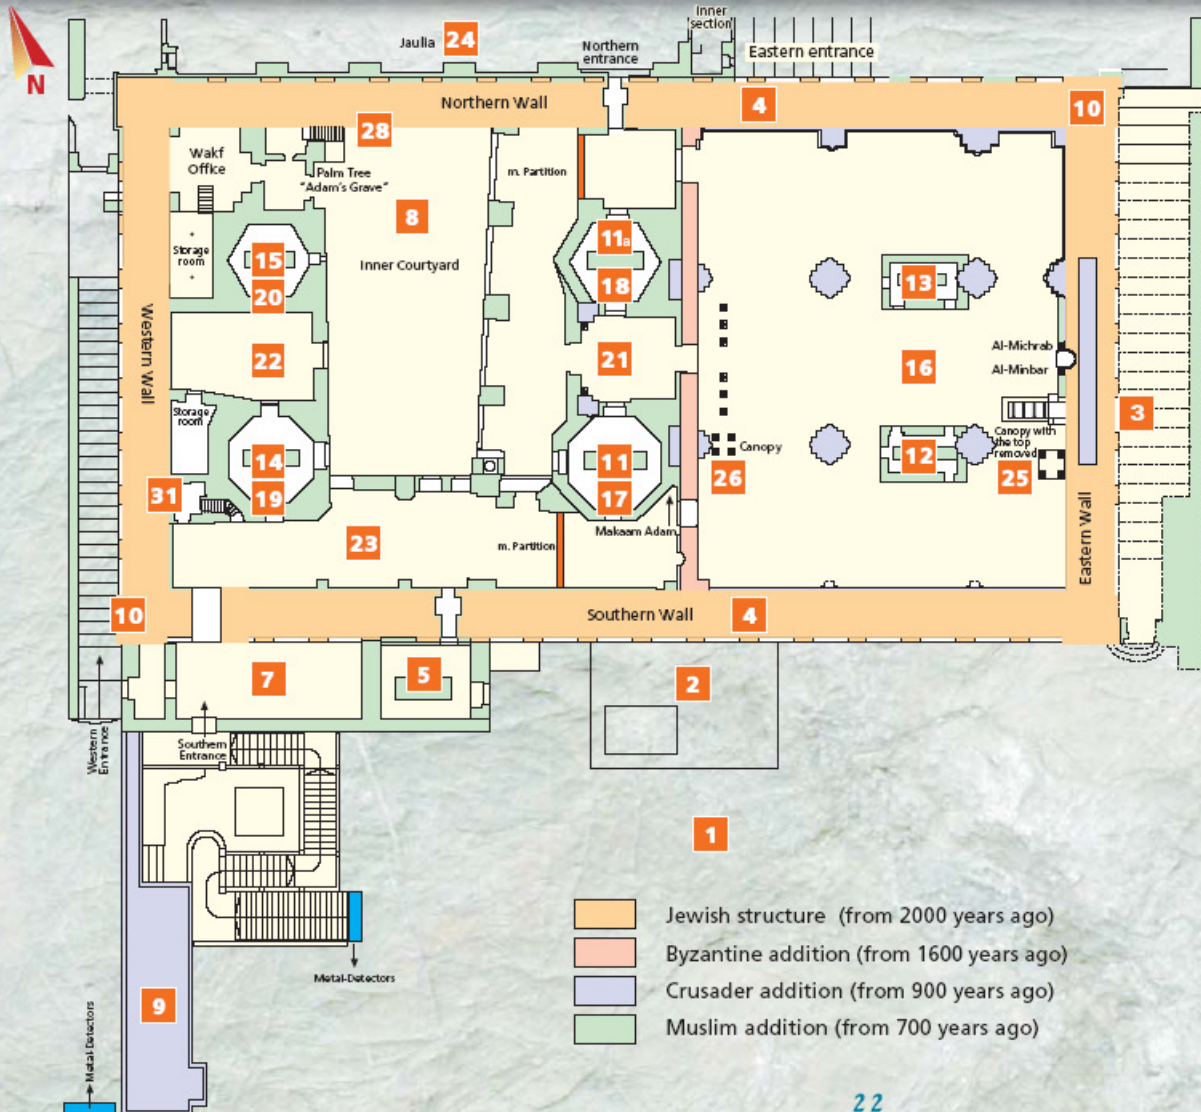 Inner
section
Jaulia 24
Northern
entrance
Eastern entrance
N
Northern Wall
4
10
28
Wakf
Office
Palm Tree
"Adam's Grave"
m. Partition
8
11a
Storage
room
15
Inner Courtyard
18
13
20
Western Wall
22
21
16
Al-Michrab
Al-Minbar
3
Storage
room
Canopy with
the top
removed
Canopy
14
11
12
26
25
31
19
17
Makaam Adam
23
m. Partition
Eastern Wall
10
Southern Wall
4
7
5
2
Western
Entrance
Southern
Entrance
1
Jewish structure (from 2000 years ago)
Byzantine addition (from 1600 years ago)
Metal-Detectors
Crusader addition (from 900 years ago)
9
Muslim addition (from 700 years ago)
Metal-Detectors
22